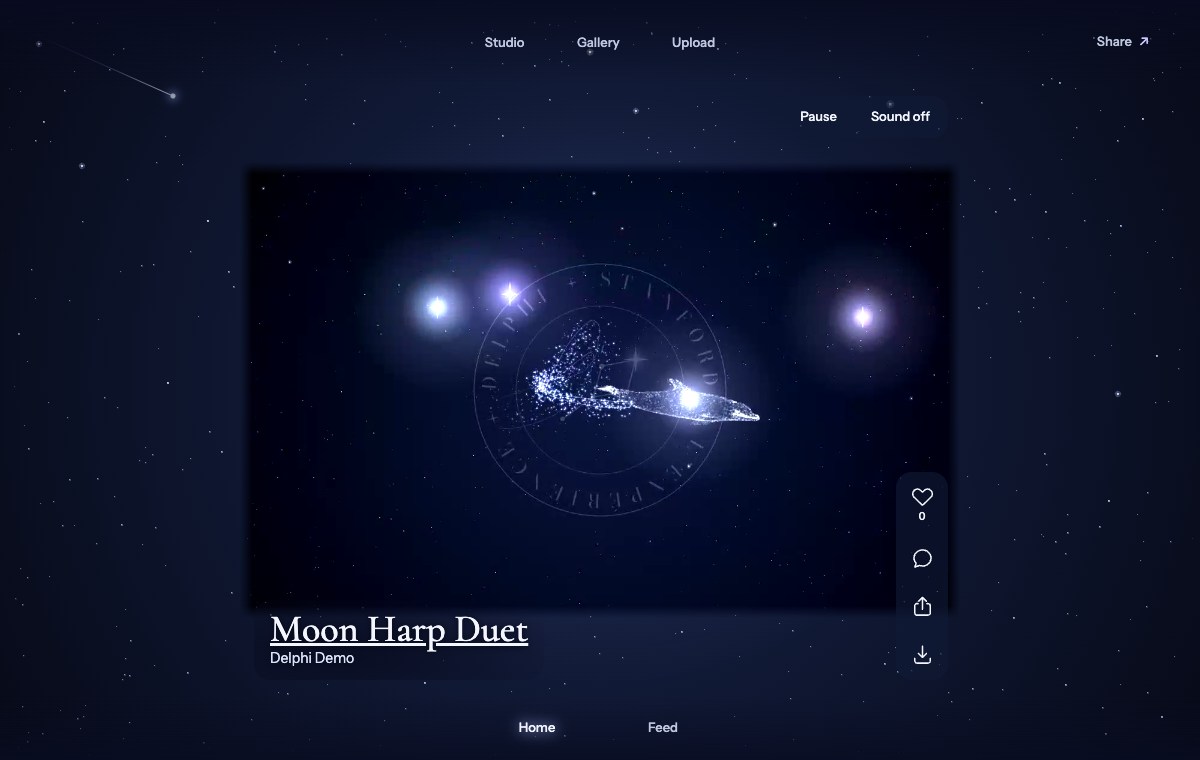 Studio
Gallery
Upload
Share
Pause
Sound off
DELPHI + STANFORD
EXPERIENCE
0
Moon Harp Duet
Delphi Demo
Home
Feed